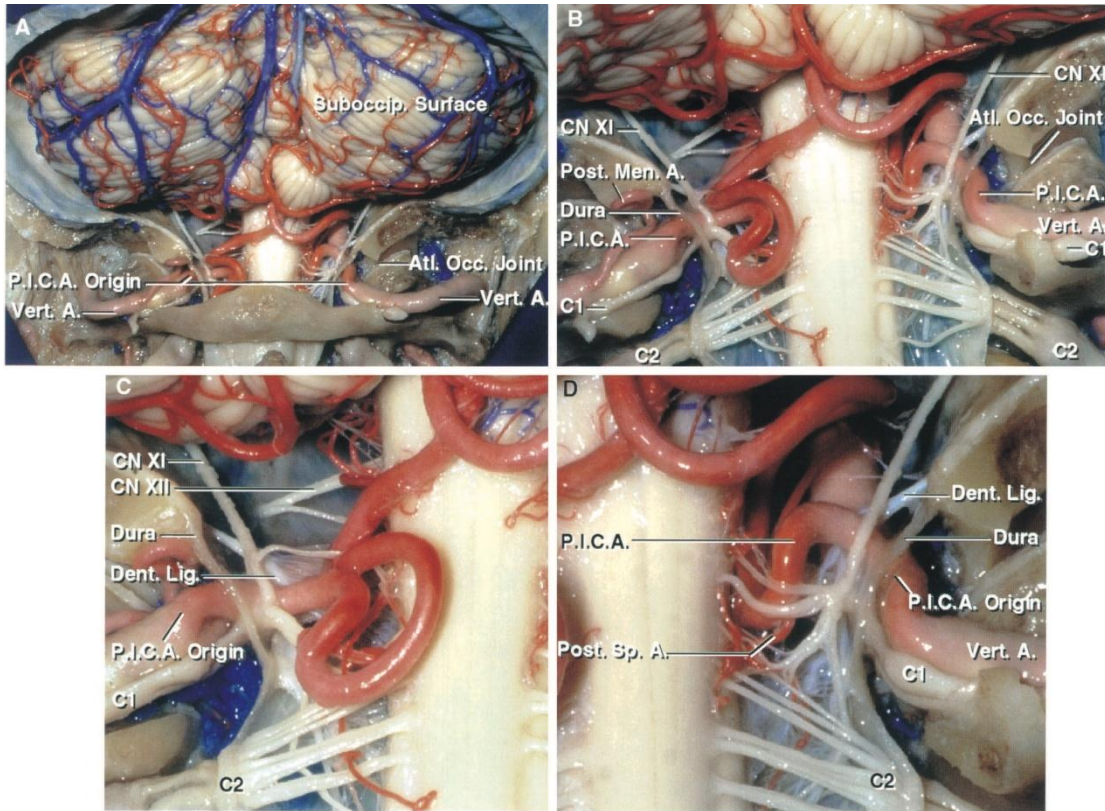 A
Suboccip. Surface
P.I.C.A. Origin
Atl. Occ. Joint
Vert. A.
Vert. A.
B
CN XI
CN XI
Atl. Occ. Joint
Post. Men. A.
Dura
P.I.C.A.
P.I.C.A.
Vert. A.
C1
C1
C2
C2
C
CN XI
CN XII
Dura
Dent. Lig.
P.I.C.A. Origin
C1
C2
D
Dent. Lig.
P.I.C.A.
Dura
P.I.C.A. Origin
Post. Sp. A.
Vert. A.
C1
C2